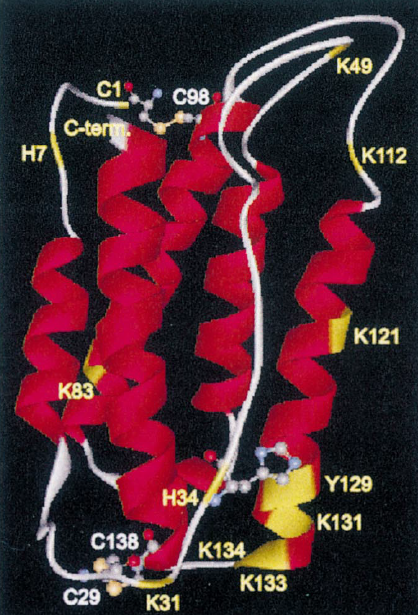 K49
C1
C98
C-term.
H7
K112
K121
K83
Y129
H34
K131
C138
K134
K133
C29
K31